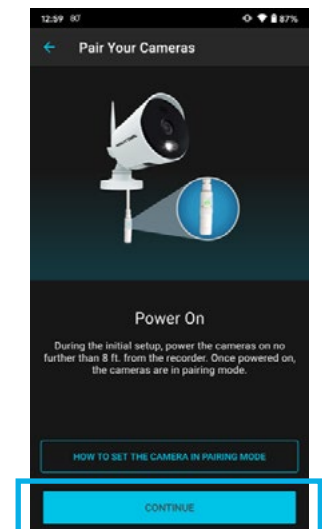 12:59 80° 87%
Pair Your Cameras
Power On
During the initial setup, power the cameras on no
further than 8 ft. from the recorder. Once powered on,
the cameras are in pairing mode.
HOW TO SET THE CAMERA IN PAIRING MODE
CONTINUE